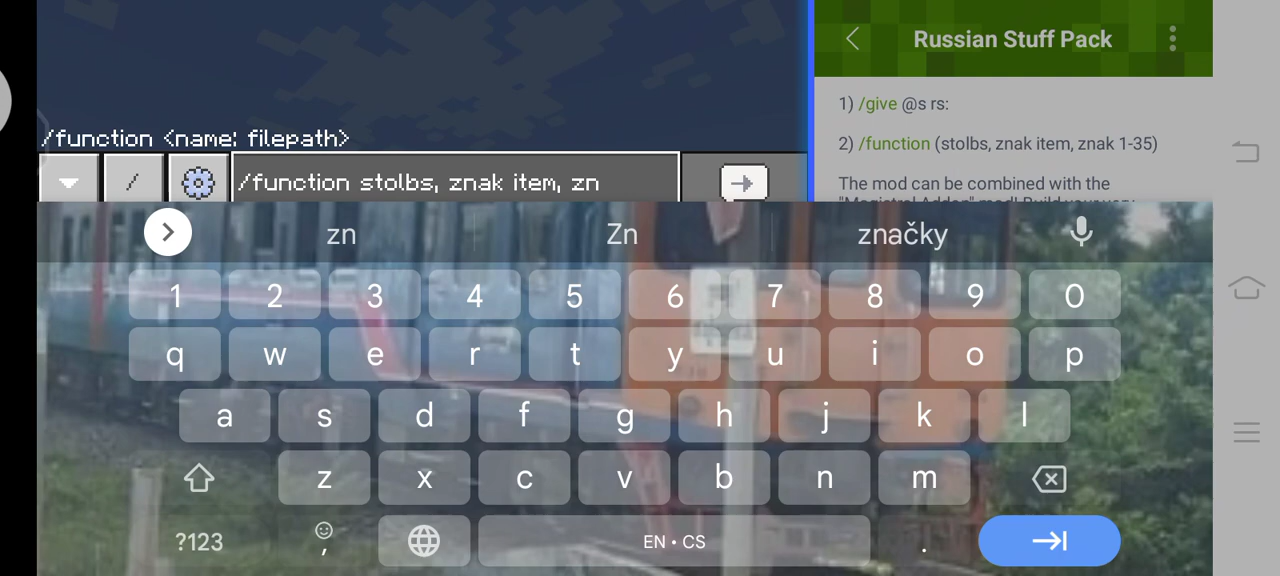 Russian Stuff Pack
1) /give @s rs:
/function <name: filepath>
2) /function (stolbs, znak item, znak 1-35)
/
/function stolbs, znak item, zn
The mod can be combined with the
zn
Zn
značky
1 2 3 4 5 6 7 8 9 0
q w e r t y u i o p
a s d f g h j k l
z x c v b n m
?123
,
EN • CS
.